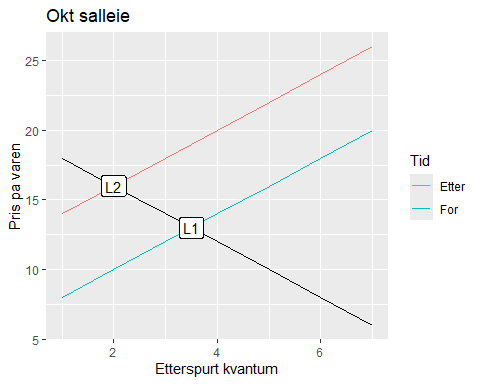 Okt salleie
25
20
15
10
5
Pris pa varen
L2
L1
2
4
6
Etterspurt kvantum
Tid
Etter
For